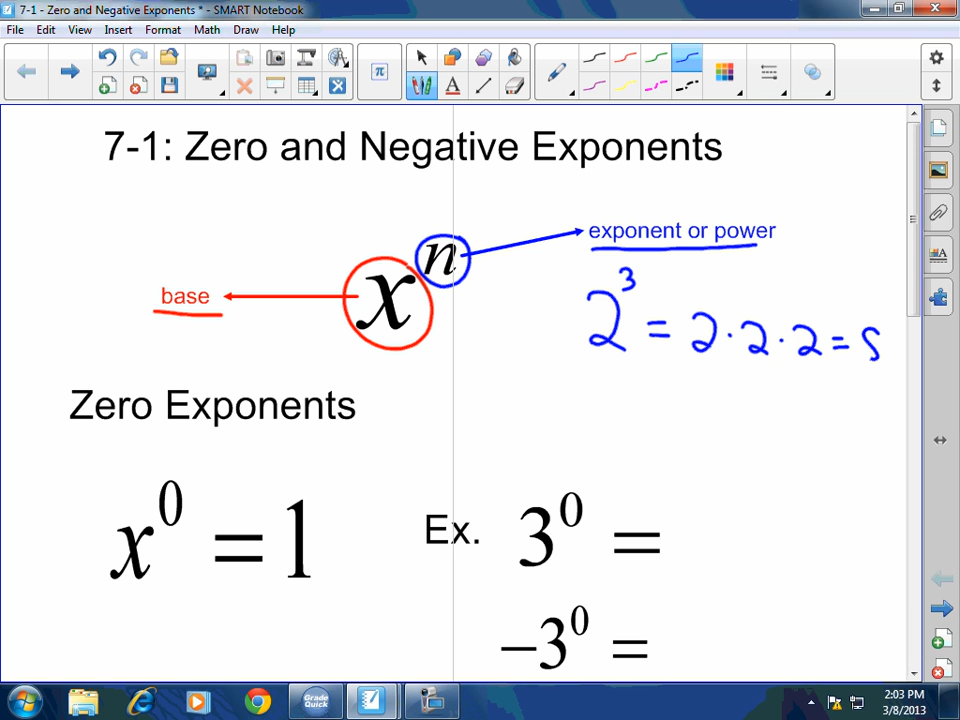 7-1 - Zero and Negative Exponents * - SMART Notebook
File Edit View Insert Format Math Draw Help
7-1: Zero and Negative Exponents
exponent or power
n
base
x
2³ = 2 · 2 · 2 =
Zero Exponents
x⁰ = 1
Ex. 3⁰ =
−3⁰ =
Grade Quick
2:03 PM
3/8/2013